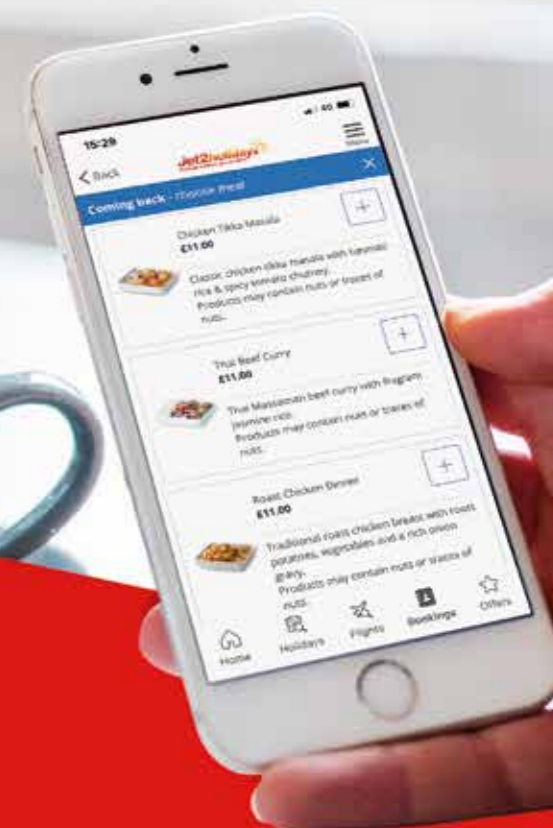 15:29
4G
Back
Jet2holidays
Menu
Coming back - choose meal
Chicken Tikka Masala
£11.00
Classic chicken tikka masala with
rice & spicy tomato chutney.
Products may contain nuts or traces of
nuts.
Thai Beef Curry
£11.00
Thai Massaman beef curry with fragrant
jasmine rice.
Products may contain nuts or traces of
nuts.
Roast Chicken Dinner
£11.00
Traditional roast chicken breast with roast
potatoes, vegetables and a rich onion
gravy.
Products may contain nuts or traces of
nuts.
Home
Holidays
Flights
Bookings
Offers